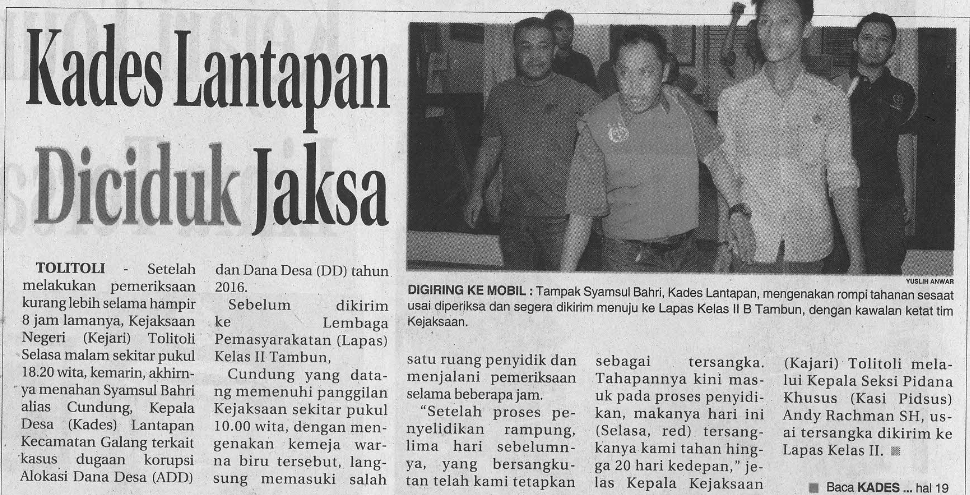 Kades Lantapan
Diciduk Jaksa
YUSLIH ANWAR
DIGIRING KE MOBIL : Tampak Syamsul Bahri, Kades Lantapan, mengenakan rompi tahanan sesaat
usai diperiksa dan segera dikirim menuju ke Lapas Kelas II B Tambun, dengan kawalan ketat tim
Kejaksaan.
TOLITOLI - Setelah
melakukan pemeriksaan
kurang lebih selama hampir
8 jam lamanya, Kejaksaan
Negeri (Kejari) Tolitoli
Selasa malam sekitar pukul
18.20 wita, kemarin, akhirn-
ya menahan Syamsul Bahri
alias Cundung, Kepala
Desa (Kades) Lantapan
Kecamatan Galang terkait
kasus dugaan korupsi
Alokasi Dana Desa (ADD)
dan Dana Desa (DD) tahun
2016.
Sebelum dikirim
ke Lembaga
Pemasyarakatan (Lapas)
Kelas II Tambun,
Cundung yang data-
ng memenuhi panggilan
Kejaksaan sekitar pukul
10.00 wita, dengan men-
genakan kemeja war-
na biru tersebut, lang-
sung memasuki salah
satu ruang penyidik dan
menjalani pemeriksaan
selama beberapa jam.
"Setelah proses pe-
nyelidikan rampung,
lima hari sebelumn-
ya, yang bersangku-
tan telah kami tetapkan
sebagai tersangka.
Tahapannya kini mas-
uk pada proses penyidi-
kan, makanya hari ini
(Selasa, red) tersang-
kanya kami tahan hing-
ga 20 hari kedepan," je-
las Kepala Kejaksaan
(Kajari) Tolitoli mela-
lui Kepala Seksi Pidana
Khusus (Kasi Pidsus)
Andy Rachman SH, us-
ai tersangka dikirim ke
Lapas Kelas II. ■
■ Baca KADES ... hal 19